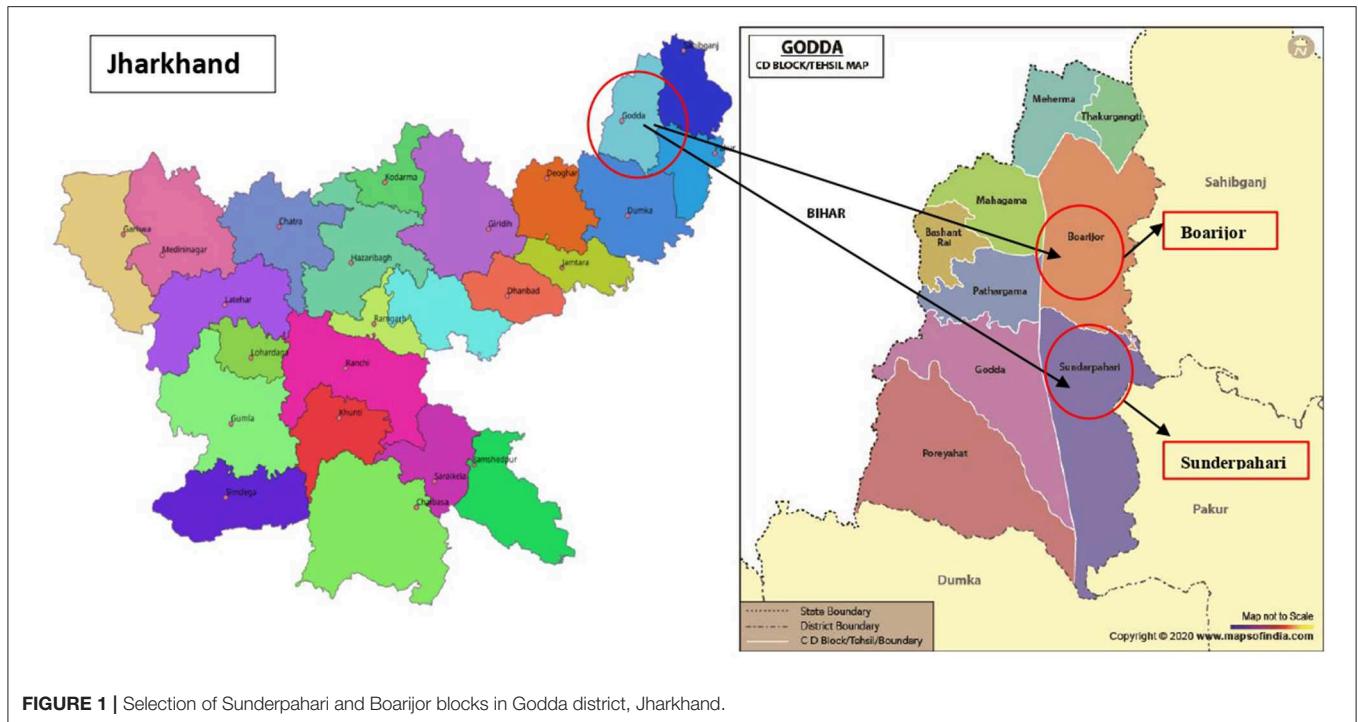 Jharkhand
Sahibganj
Godda
Pakur
Kodarma
Deoghar
Dumka
Garhwa
Medininagar
Chatra
Giridih
Hazaribagh
Jamtara
Latehar
Dhanbad
Ramgarh
Lohardaga
Ranchi
Gumla
Khunti
Jamshedpur
Saraikela
Simdega
Chaibasa
GODDA
CD BLOCK/TEHSIL MAP
N
Meherma
Thakurgangti
Sahibganj
Mahagama
BIHAR
Bashant
Rai
Boarijor
Boarijor
Pathargama
Godda
Sundarpahari
Poreyahat
Sunderpahari
Pakur
Dumka
State Boundary
District Boundary
C D Block/Tehsil/Boundary
Map not to Scale
Copyright © 2020 www.mapsofindia.com
FIGURE 1 | Selection of Sunderpahari and Boarijor blocks in Godda district, Jharkhand.